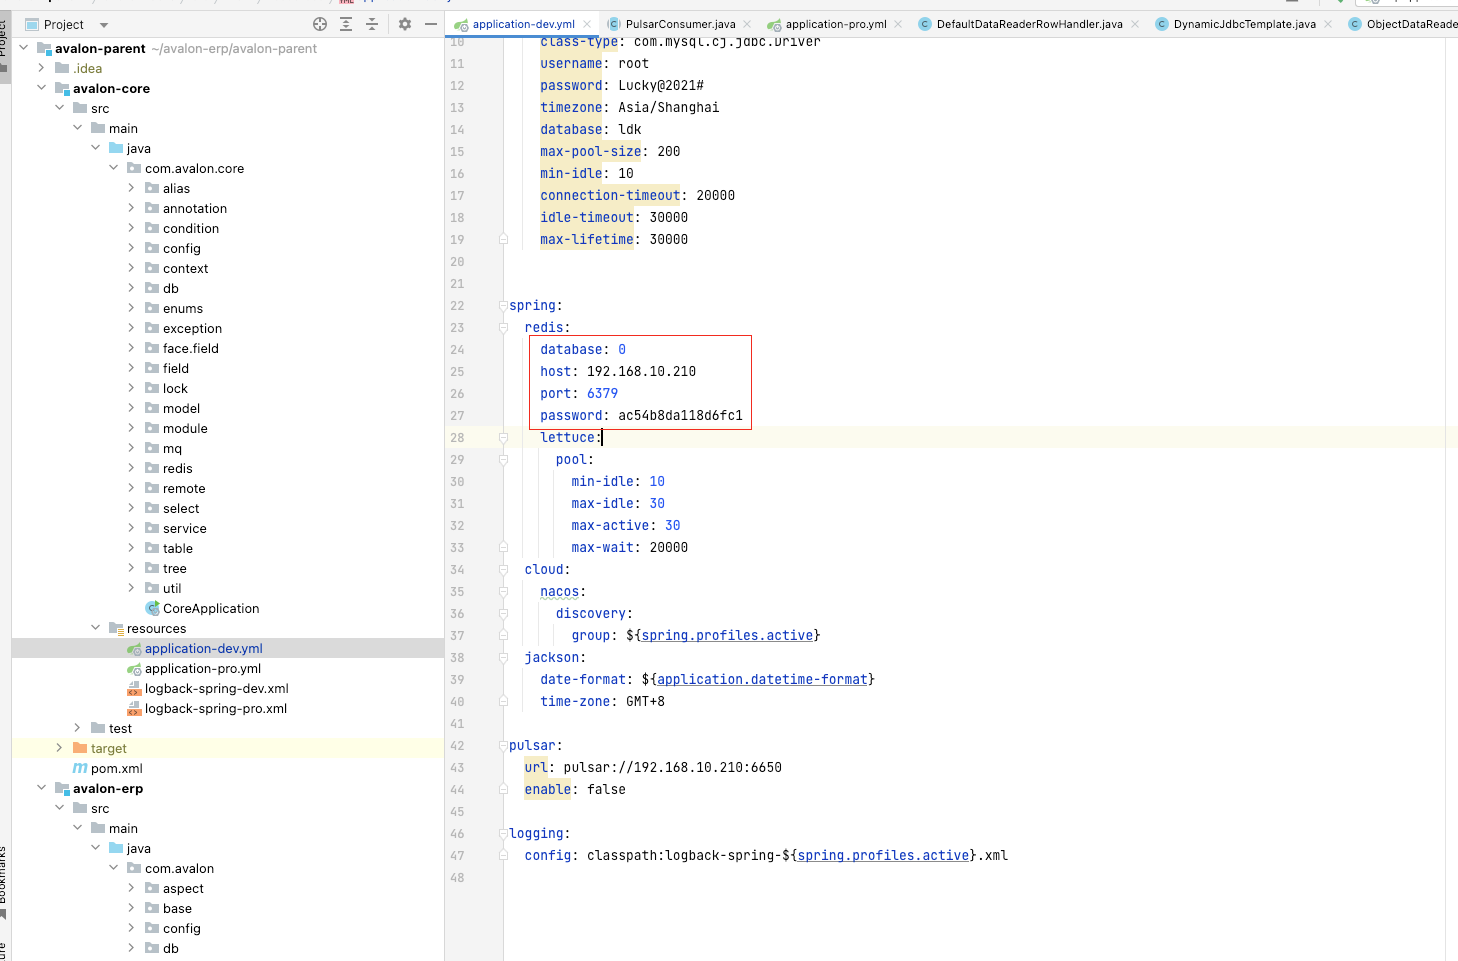 Project
application-dev.yml
PulsarConsumer.java
application-pro.yml
DefaultDataReaderRowHandler.java
DynamicJdbcTemplate.java
ObjectDataReade
Project
avalon-parent ~/avalon-erp/avalon-parent
.idea
avalon-core
src
main
java
com.avalon.core
alias
annotation
condition
config
context
db
enums
exception
face.field
field
lock
model
module
mq
redis
remote
select
service
table
tree
util
CoreApplication
resources
application-dev.yml
application-pro.yml
logback-spring-dev.xml
logback-spring-pro.xml
test
target
pom.xml
avalon-erp
src
main
java
com.avalon
aspect
base
config
db
Bookmarks
10 class-type: com.mysql.cj.jdbc.Driver
11 username: root
12 password: Lucky@2021#
13 timezone: Asia/Shanghai
14 database: ldk
15 max-pool-size: 200
16 min-idle: 10
17 connection-timeout: 20000
18 idle-timeout: 30000
19 max-lifetime: 30000
20
21
22 spring:
23 redis:
24 database: 0
25 host: 192.168.10.210
26 port: 6379
27 password: ac54b8da118d6fc1
28 lettuce:
29 pool:
30 min-idle: 10
31 max-idle: 30
32 max-active: 30
33 max-wait: 20000
34 cloud:
35 nacos:
36 discovery:
37 group: ${spring.profiles.active}
38 jackson:
39 date-format: ${application.datetime-format}
40 time-zone: GMT+8
41
42 pulsar:
43 url: pulsar://192.168.10.210:6650
44 enable: false
45
46 logging:
47 config: classpath:logback-spring-${spring.profiles.active}.xml
48